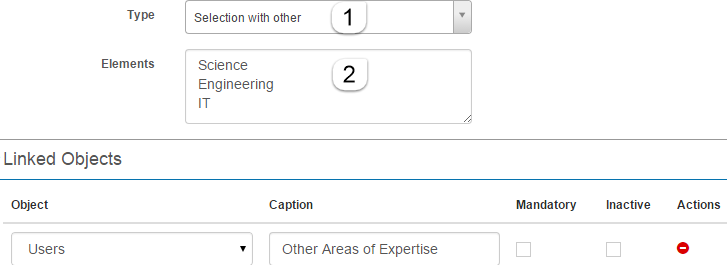 Type Selection with other 1
Elements Science 2
Engineering
IT
Linked Objects
Object Caption Mandatory Inactive Actions
Users Other Areas of Expertise